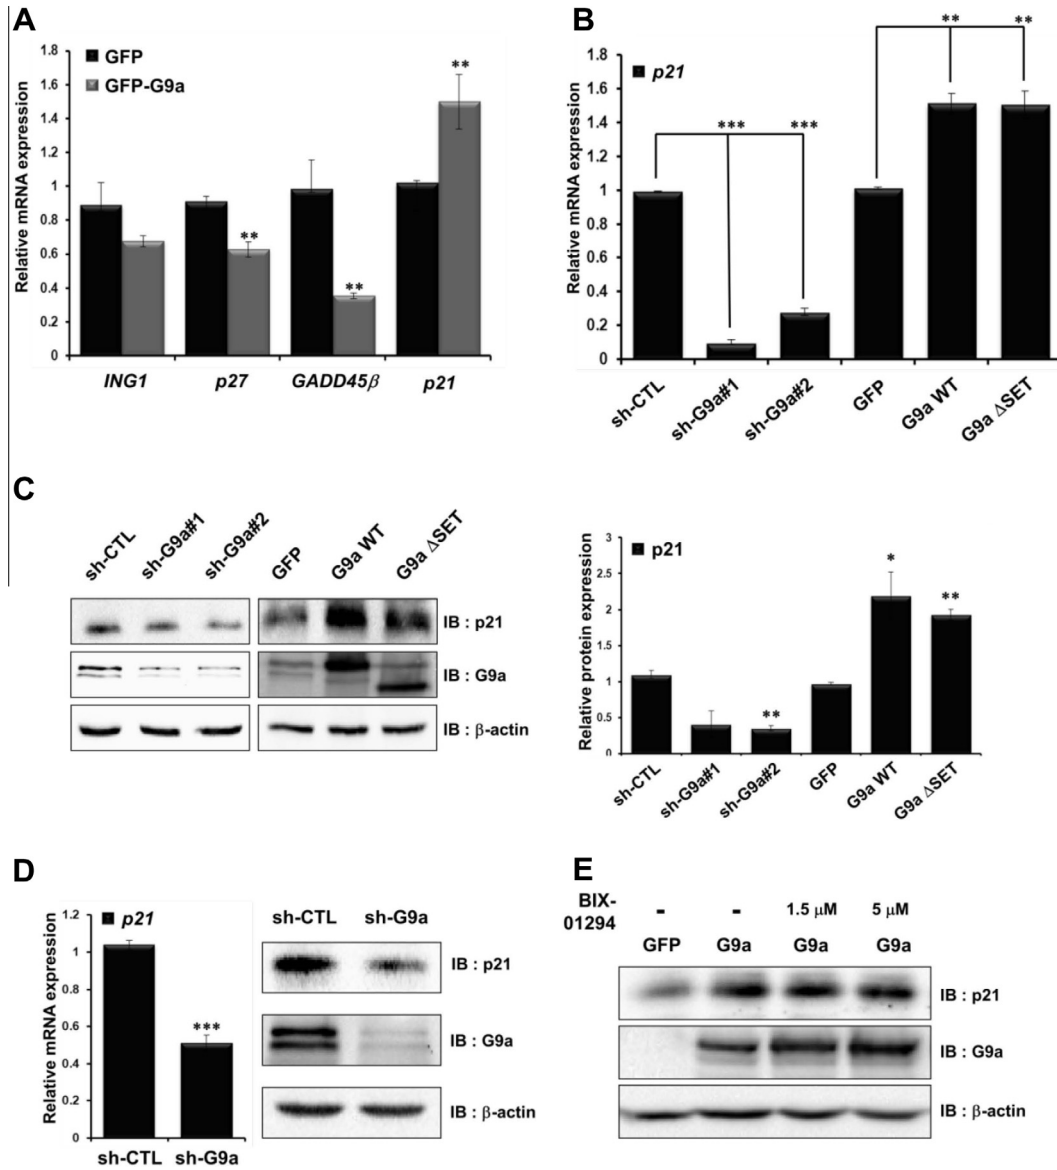 A
GFP
GFP-G9a
Relative mRNA expression
1.8
1.6
1.4
1.2
1
0.8
0.6
0.4
0.2
0
**
**
**
ING1 p27 GADD45β p21
B
p21
Relative mRNA expression
1.8
1.6
1.4
1.2
1
0.8
0.6
0.4
0.2
0
*** ***
** **
sh-CTL sh-G9a#1 sh-G9a#2 GFP G9a WT G9a ΔSET
C
sh-CTL sh-G9a#1 sh-G9a#2 GFP G9a WT G9a ΔSET
IB : p21
IB : G9a
IB : β-actin
p21
Relative protein expression
3
2.5
2
1.5
1
0.5
0
**
*
**
sh-CTL sh-G9a#1 sh-G9a#2 GFP G9a WT G9a ΔSET
D
p21
Relative mRNA expression
1.2
1
0.8
0.6
0.4
0.2
0
***
sh-CTL sh-G9a
sh-CTL sh-G9a
IB : p21
IB : G9a
IB : β-actin
E
BIX-
01294
- - 1.5 μM 5 μM
GFP G9a G9a G9a
IB : p21
IB : G9a
IB : β-actin